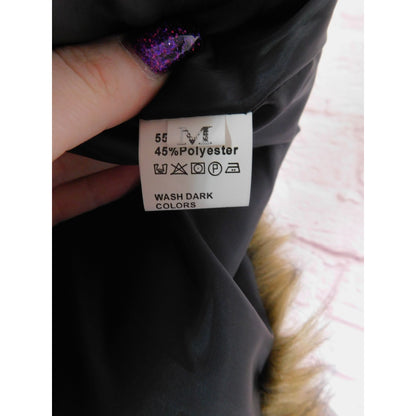 55 M
45%Polyester
P
WASH DARK
COLORS